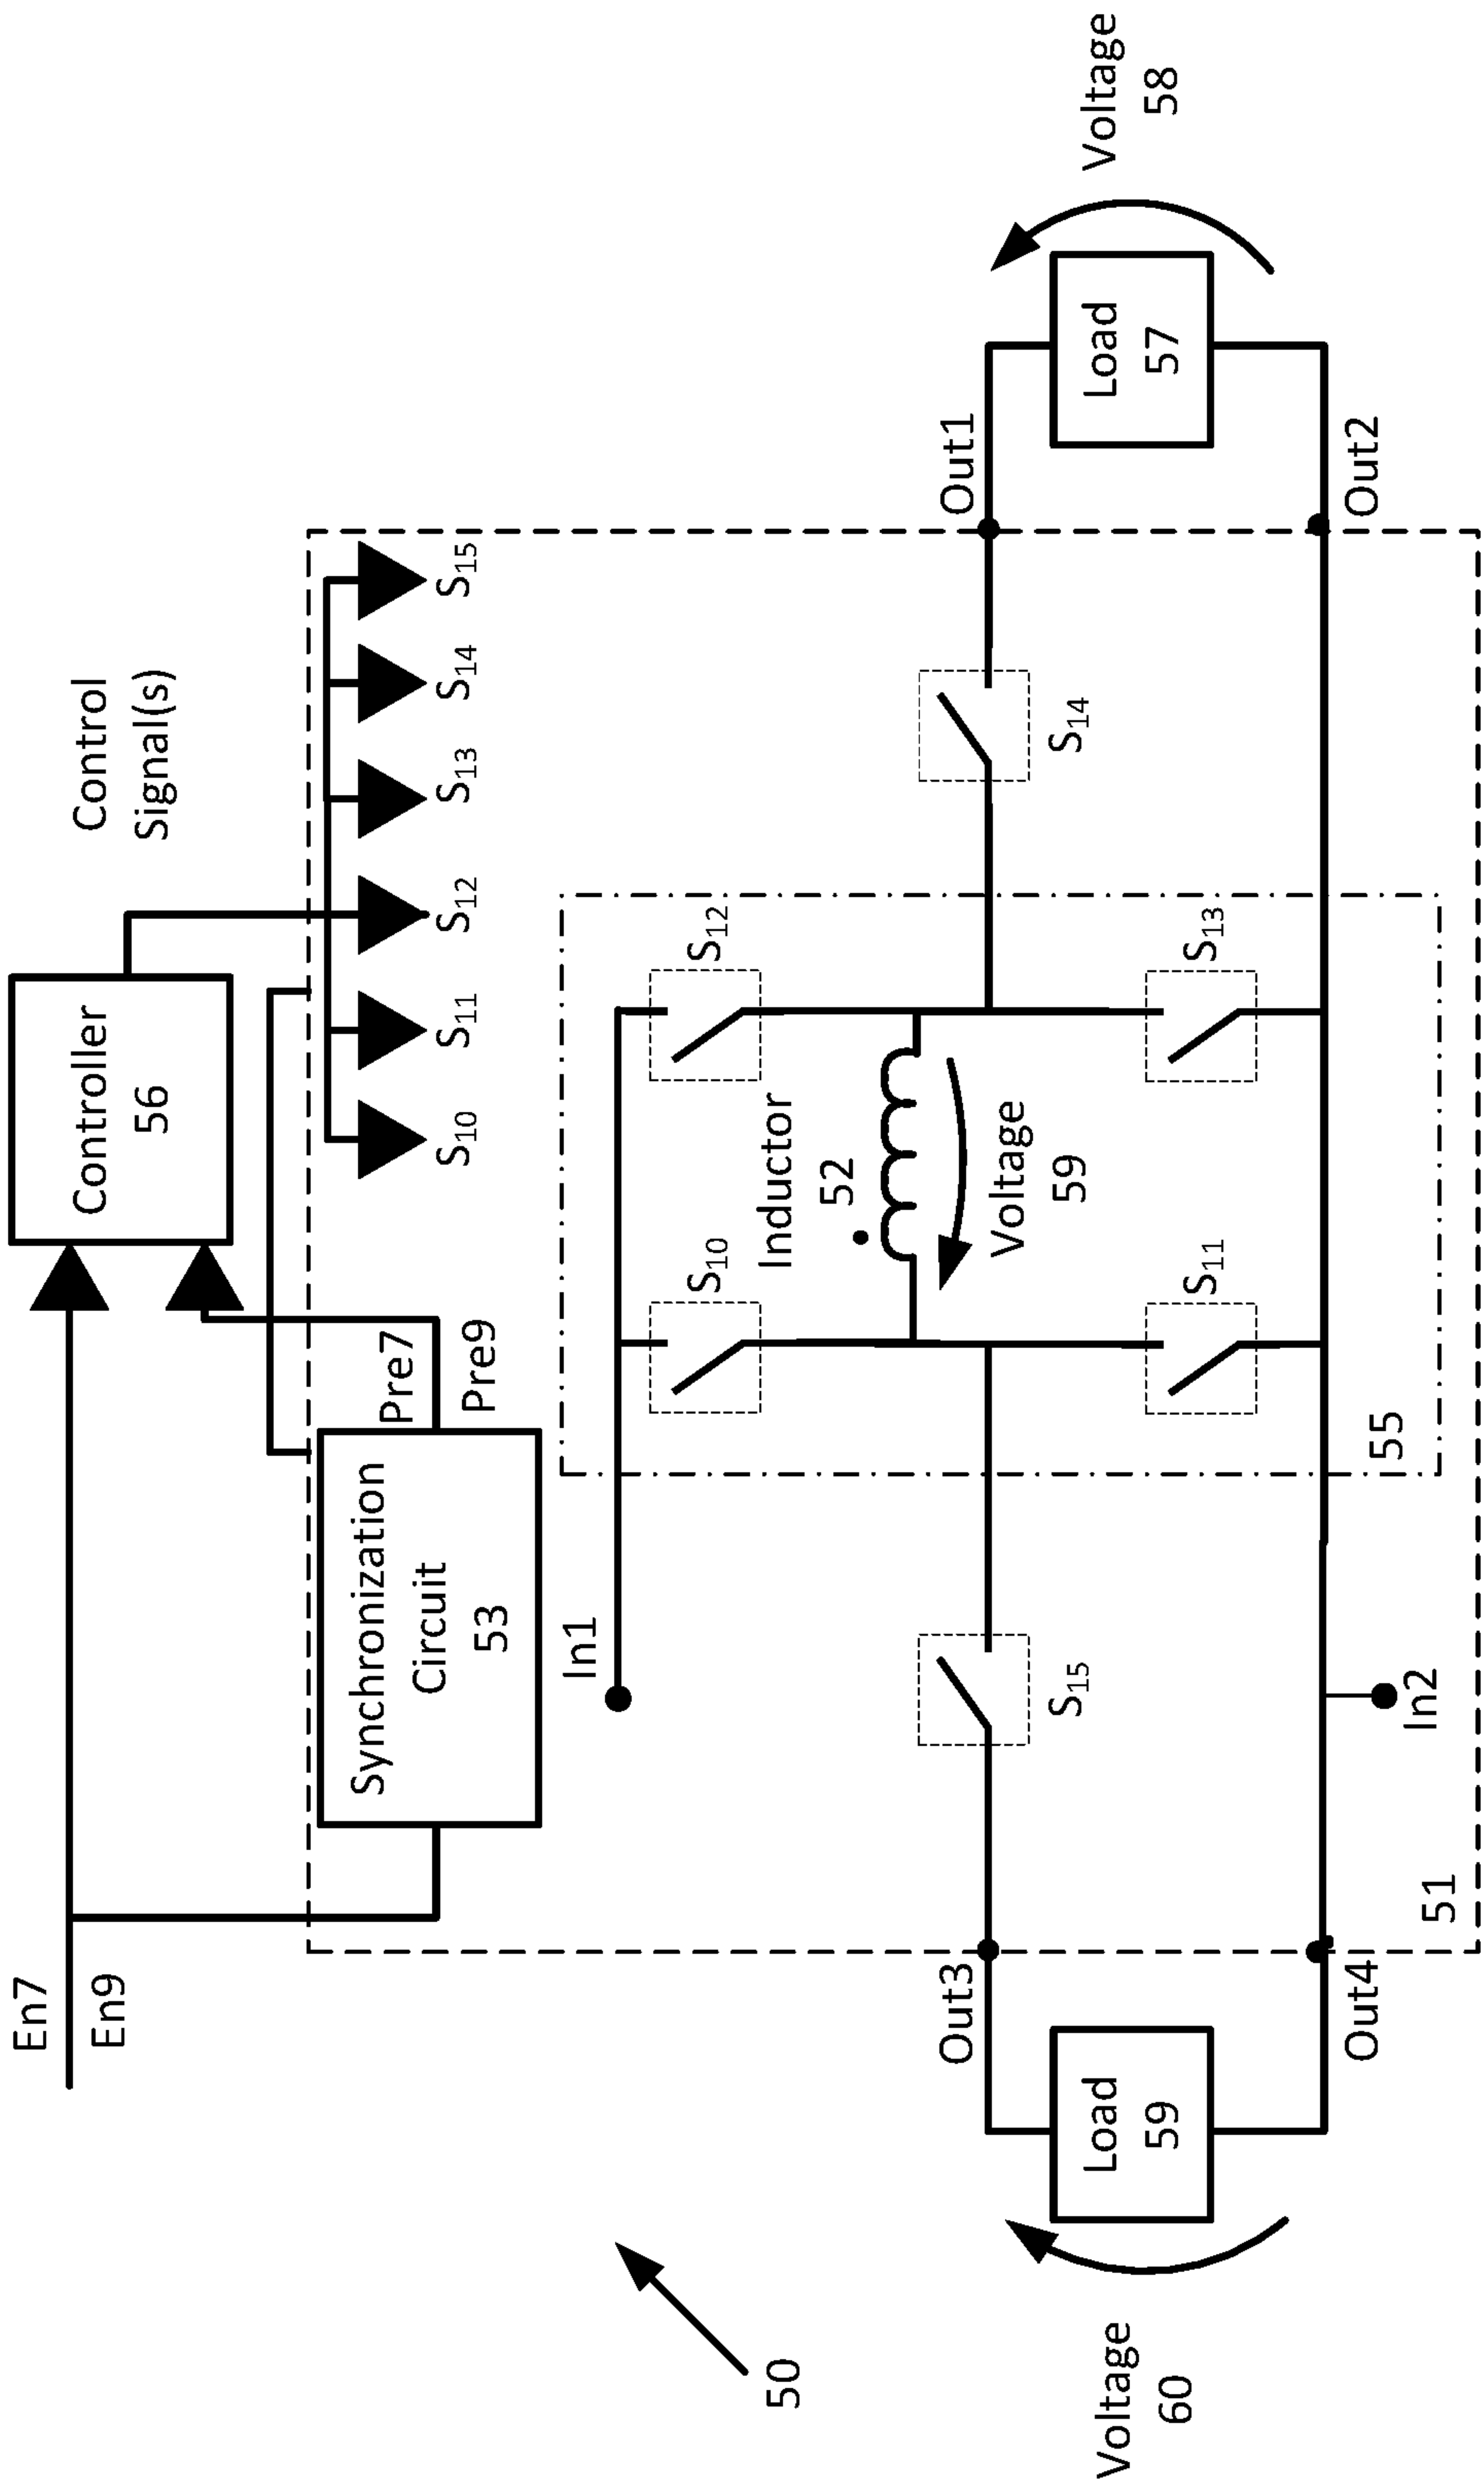 En7
En9
Controller
56
Control
Signal(s)
Synchronization
Circuit
53
Pre7
Pre9
S10
S11
S12
S13
S14
S15
In1
S10
Inductor
52
S12
Out3
S15
Voltage
59
S14
Out1
Voltage
60
Load
59
Load
57
Voltage
58
S11
S13
Out4
51
In2
55
Out2
50